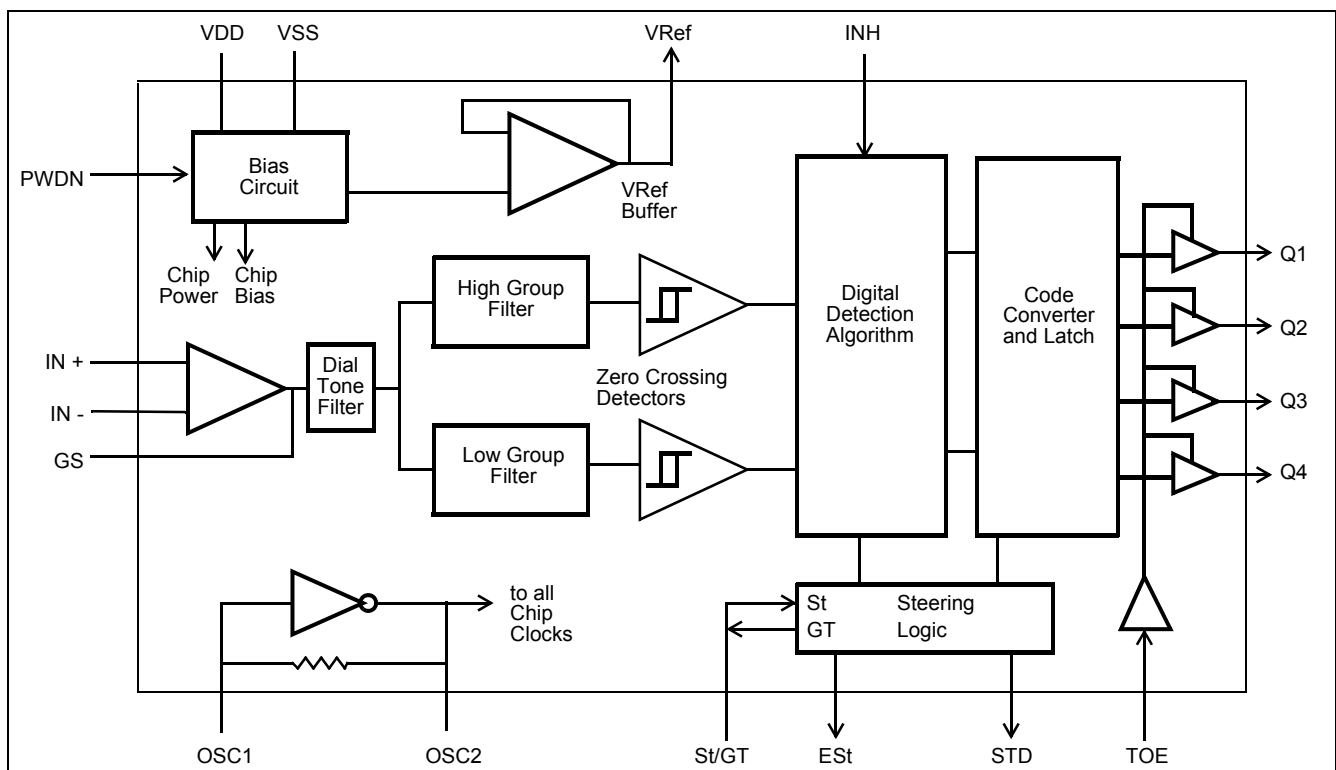 VDD
VSS
VRef
INH
PWDN
Bias
Circuit
VRef
Buffer
Chip
Power
Chip
Bias
High Group
Filter
Digital
Detection
Algorithm
Code
Converter
and Latch
Q1
Q2
IN +
Dial
Tone
Filter
Zero Crossing
Detectors
IN -
Q3
GS
Low Group
Filter
Q4
to all
Chip
Clocks
St
Steering
GT
Logic
OSC1
OSC2
St/GT
ESt
STD
TOE